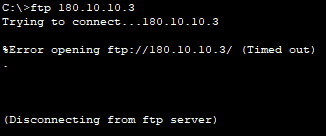 C:\>ftp 180.10.10.3
Trying to connect...180.10.10.3
%Error opening ftp://180.10.10.3/ (Timed out)
.
(Disconnecting from ftp server)